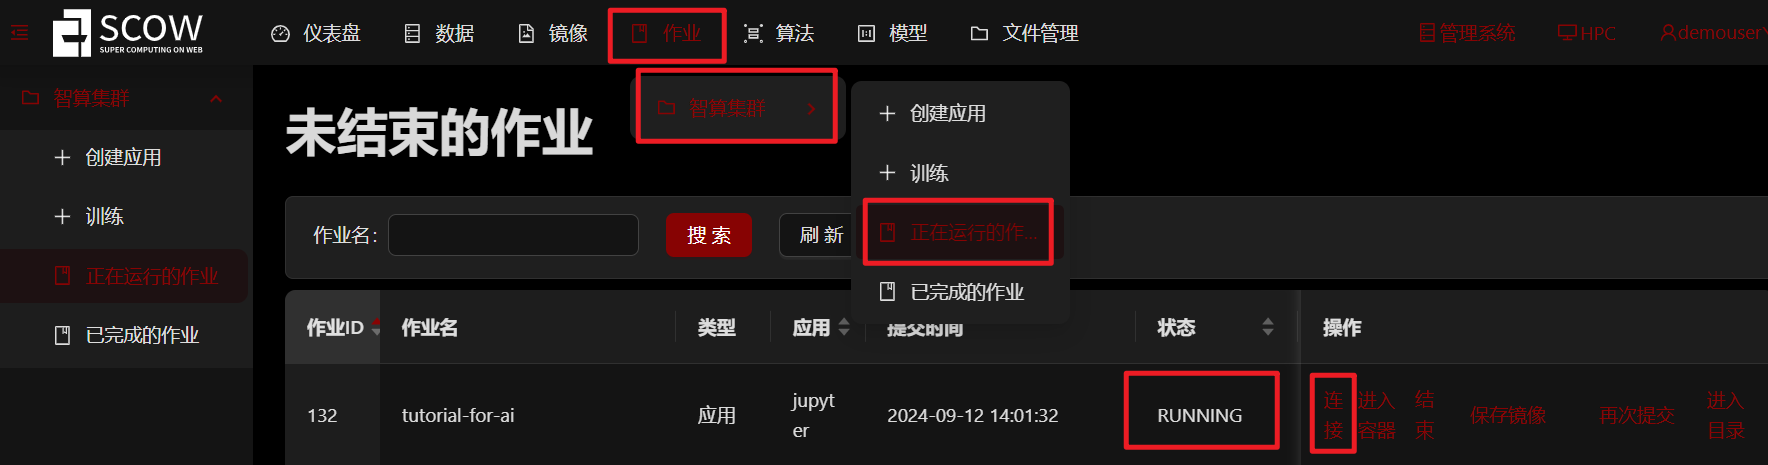 SCOW
SUPER COMPUTING ON WEB
仪表盘 数据 镜像 作业 算法 模型 文件管理 管理系统 HPC demouser
智算集群
创建应用
训练
正在运行的作业
已完成的作业
智算集群
创建应用
训练
正在运行的作...
已完成的作业
未结束的作业
作业名: 搜索 刷新
作业ID 作业名 类型 应用 提交时间 状态 操作
132 tutorial-for-ai 应用 jupyt
er 2024-09-12 14:01:32 RUNNING 连
接 进入
容器 结
束 保存镜像 再次提交 进入
目录